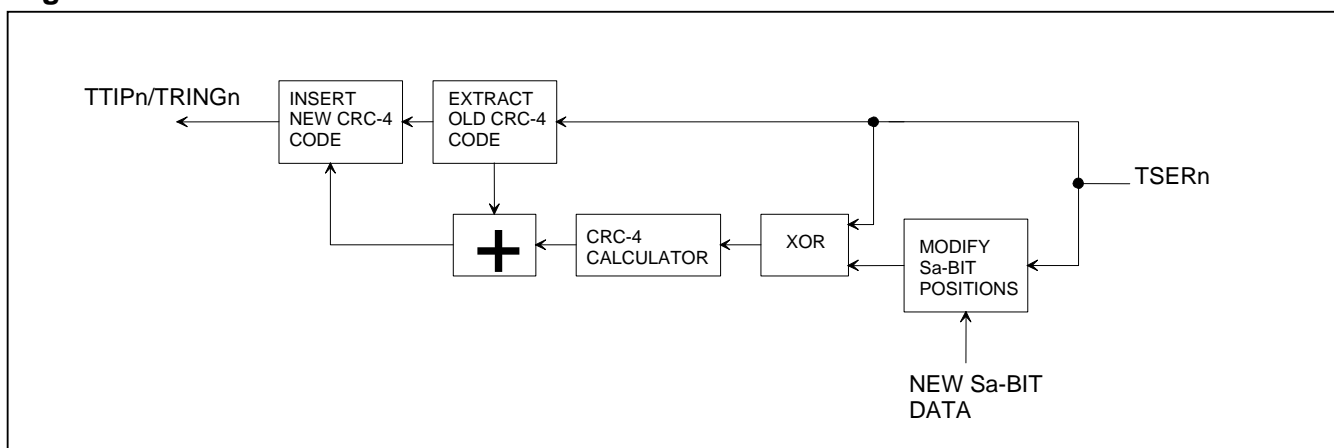 TTIPn/TRINGn
INSERT
NEW CRC-4
CODE
EXTRACT
OLD CRC-4
CODE
TSERn
+
CRC-4
CALCULATOR
XOR
MODIFY
Sa-BIT
POSITIONS
NEW Sa-BIT
DATA